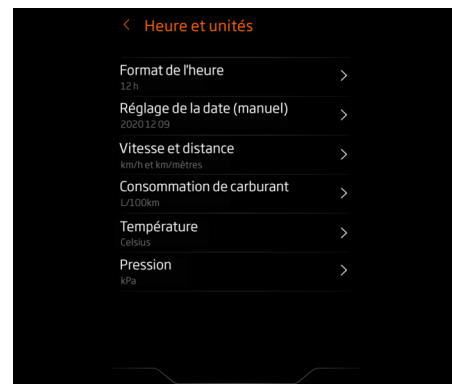 Heure et unités
Format de l'heure
12 h
Réglage de la date (manuel)
2020 12 09
Vitesse et distance
km/h et km/mètres
Consommation de carburant
L/100km
Température
Celsius
Pression
kPa